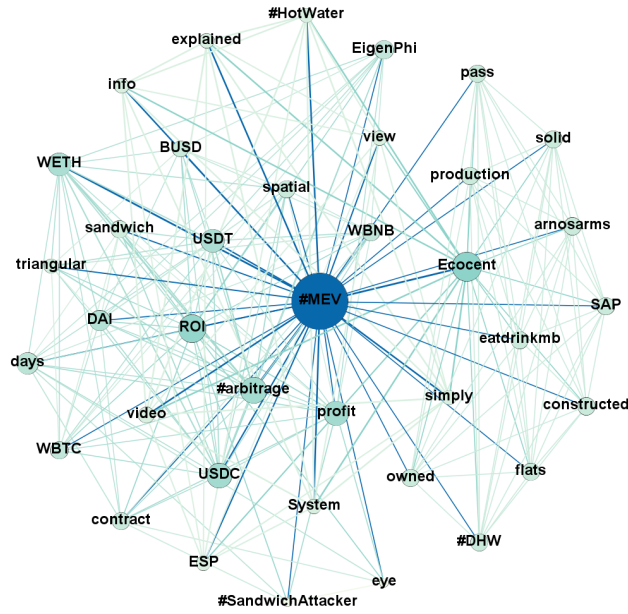 #HotWater
explained
EigenPhi
pass
info
view
solid
BUSD
WETH
production
spatial
arnosarms
sandwich
USDT
WBNB
triangular
Ecocent
#MEV
SAP
DAI
ROI
eatdrinkmb
days
#arbitrage
simply
constructed
video
profit
WBTC
flats
USDC
owned
System
contract
#DHW
ESP
eye
#SandwichAttacker